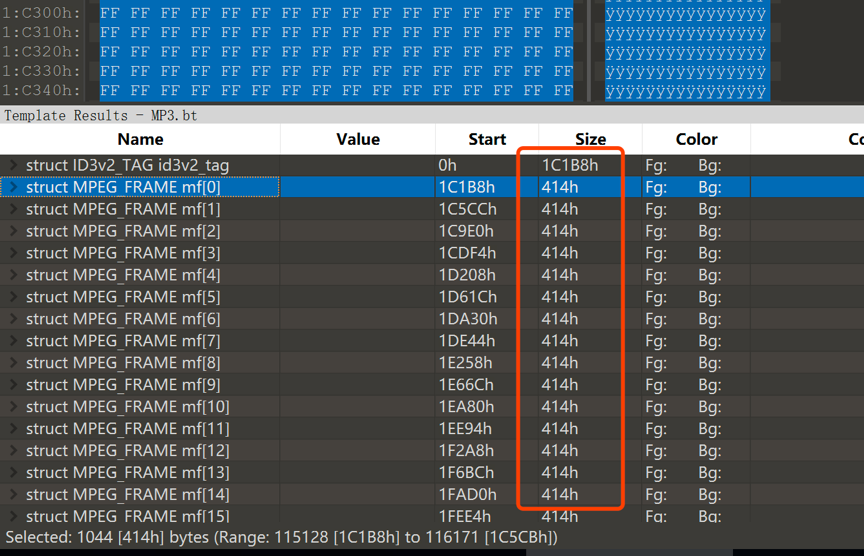 1:C300h: FF FF FF FF FF FF FF FF FF FF FF FF FF FF FF FF ÿÿÿÿÿÿÿÿÿÿÿÿÿÿÿÿ
1:C310h: FF FF FF FF FF FF FF FF FF FF FF FF FF FF FF FF ÿÿÿÿÿÿÿÿÿÿÿÿÿÿÿÿ
1:C320h: FF FF FF FF FF FF FF FF FF FF FF FF FF FF FF FF ÿÿÿÿÿÿÿÿÿÿÿÿÿÿÿÿ
1:C330h: FF FF FF FF FF FF FF FF FF FF FF FF FF FF FF FF ÿÿÿÿÿÿÿÿÿÿÿÿÿÿÿÿ
1:C340h: FF FF FF FF FF FF FF FF FF FF FF FF FF FF FF FF ÿÿÿÿÿÿÿÿÿÿÿÿÿÿÿÿ
Template Results - MP3.bt
Name Value Start Size Color Co
struct ID3v2_TAG id3v2_tag 0h 1C1B8h Fg: Bg:
struct MPEG_FRAME mf[0] 1C1B8h 414h Fg: Bg:
struct MPEG_FRAME mf[1] 1C5CCh 414h Fg: Bg:
struct MPEG_FRAME mf[2] 1C9E0h 414h Fg: Bg:
struct MPEG_FRAME mf[3] 1CDF4h 414h Fg: Bg:
struct MPEG_FRAME mf[4] 1D208h 414h Fg: Bg:
struct MPEG_FRAME mf[5] 1D61Ch 414h Fg: Bg:
struct MPEG_FRAME mf[6] 1DA30h 414h Fg: Bg:
struct MPEG_FRAME mf[7] 1DE44h 414h Fg: Bg:
struct MPEG_FRAME mf[8] 1E258h 414h Fg: Bg:
struct MPEG_FRAME mf[9] 1E66Ch 414h Fg: Bg:
struct MPEG_FRAME mf[10] 1EA80h 414h Fg: Bg:
struct MPEG_FRAME mf[11] 1EE94h 414h Fg: Bg:
struct MPEG_FRAME mf[12] 1F2A8h 414h Fg: Bg:
struct MPEG_FRAME mf[13] 1F6BCh 414h Fg: Bg:
struct MPEG_FRAME mf[14] 1FAD0h 414h Fg: Bg:
struct MPEG_FRAME mf[15] 1FEE4h 414h Fg: Bg:
Selected: 1044 [414h] bytes (Range: 115128 [1C1B8h] to 116171 [1C5CBh])